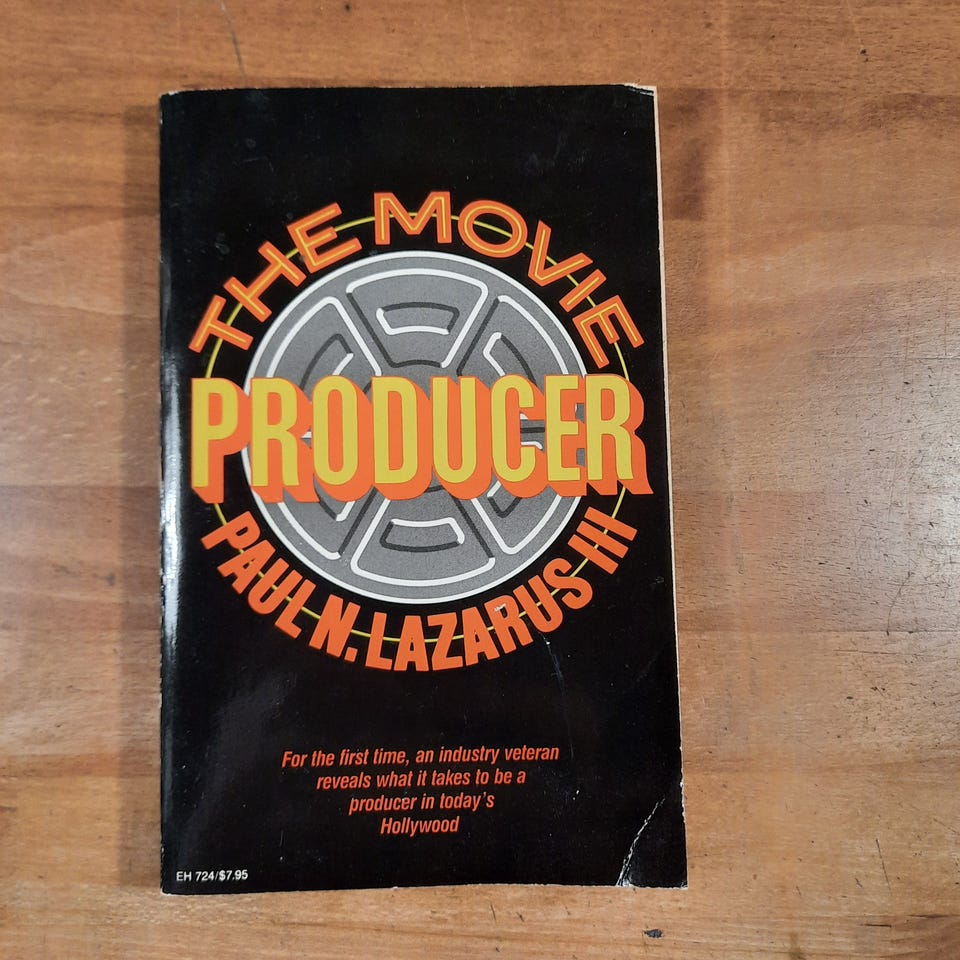 THE MOVIE
PRODUCER
PAUL N. LAZARUS III
For the first time, an industry veteran
reveals what it takes to be a
producer in today's
Hollywood
EH 724/$7.95